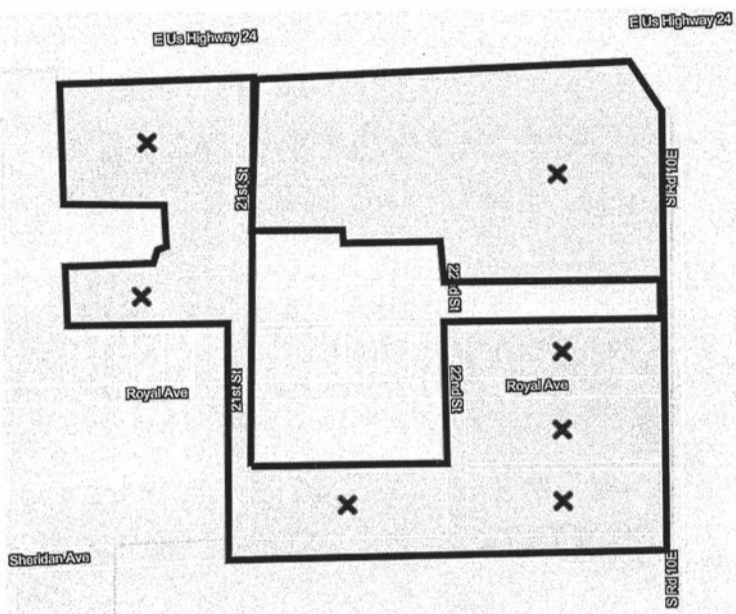 E Us Highway 24
E Us Highway 24
21st St
S Rd 10E
22nd St
21st St
22nd St
Royal Ave
Royal Ave
Sheridan Ave
S Rd 10E